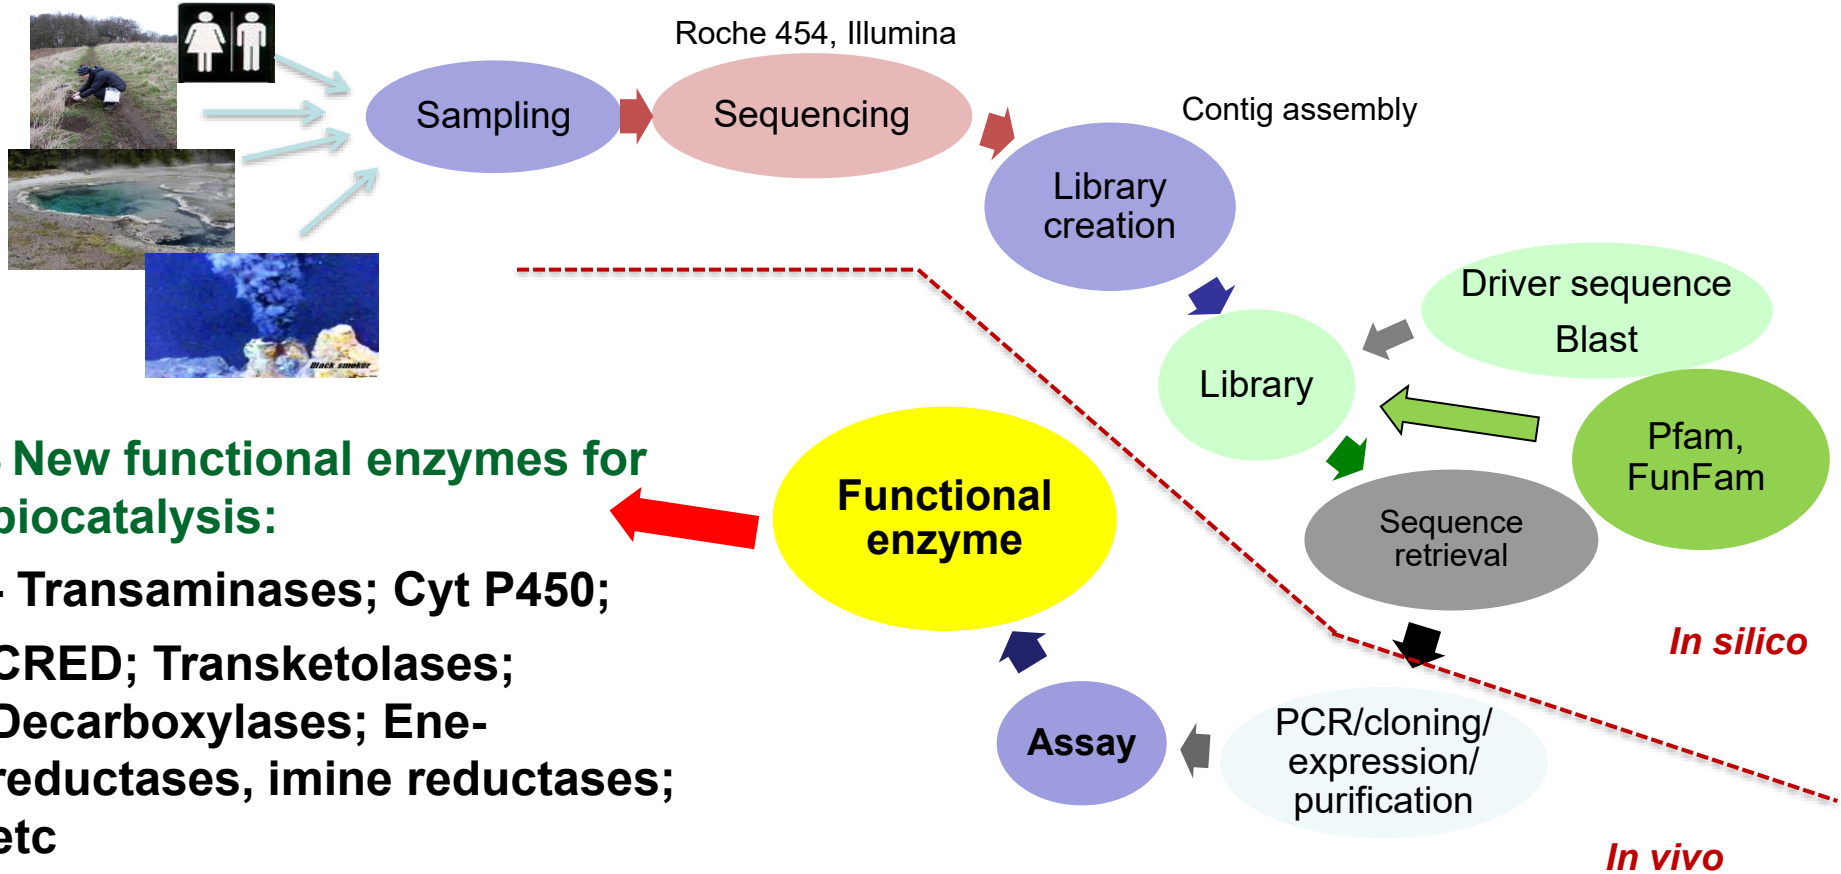 Roche 454, Illumina
Sampling
Sequencing
Contig assembly
Library
creation
Driver sequence
Blast
Library
Pfam,
FunFam
Sequence
retrieval
In silico
PCR/cloning/
expression/
purification
In vivo
Assay
Functional
enzyme
Black smoker
- New functional enzymes for
biocatalysis:
- Transaminases; Cyt P450;
CRED; Transketolases;
Decarboxylases; Ene-
reductases, imine reductases;
etc